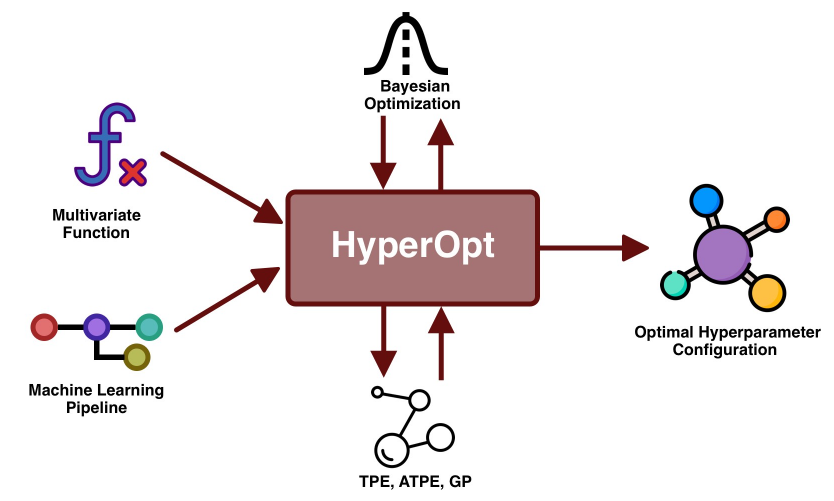 Bayesian
Optimization
Multivariate
Function
HyperOpt
Optimal Hyperparameter
Configuration
Machine Learning
Pipeline
TPE, ATPE, GP